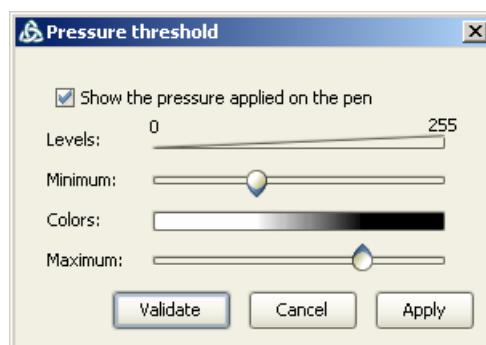 Pressure threshold
Show the pressure applied on the pen
0 255
Levels:
Minimum:
Colors:
Maximum:
Validate Cancel Apply